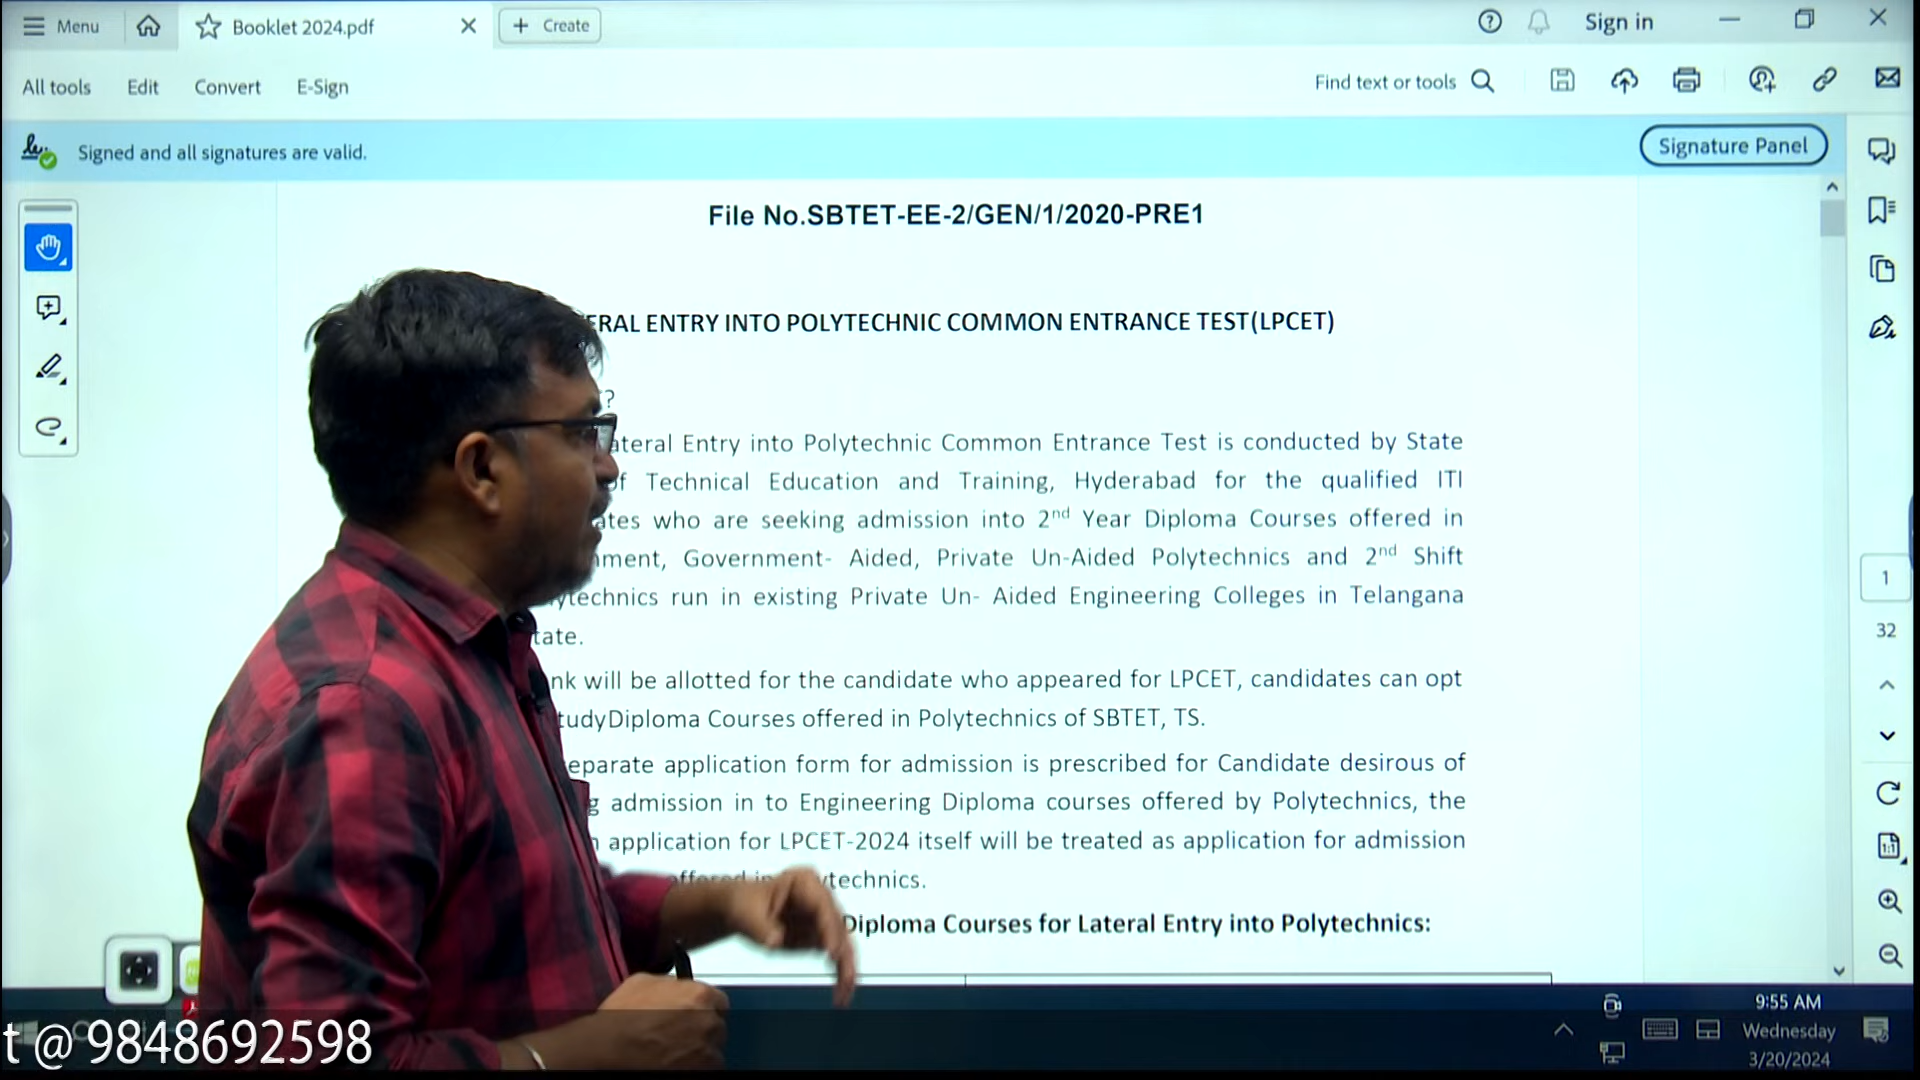 Menu
Booklet 2024.pdf
Create
Sign in
All tools
Edit
Convert
E-Sign
Find text or tools
Signed and all signatures are valid.
Signature Panel
File No.SBTET-EE-2/GEN/1/2020-PRE1
ERAL ENTRY INTO POLYTECHNIC COMMON ENTRANCE TEST(LPCET)
?
ateral Entry into Polytechnic Common Entrance Test is conducted by State
of Technical Education and Training, Hyderabad for the qualified ITI
ates who are seeking admission into 2nd Year Diploma Courses offered in
nment, Government- Aided, Private Un-Aided Polytechnics and 2nd Shift
ytechnics run in existing Private Un- Aided Engineering Colleges in Telangana
tate.
nk will be allotted for the candidate who appeared for LPCET, candidates can opt
tudyDiploma Courses offered in Polytechnics of SBTET, TS.
eparate application form for admission is prescribed for Candidate desirous of
g admission in to Engineering Diploma courses offered by Polytechnics, the
n application for LPCET-2024 itself will be treated as application for admission
offered in ytechnics.
Diploma Courses for Lateral Entry into Polytechnics:
1
32
1:1
9:55 AM
Wednesday
3/20/2024
t @ 9848692598